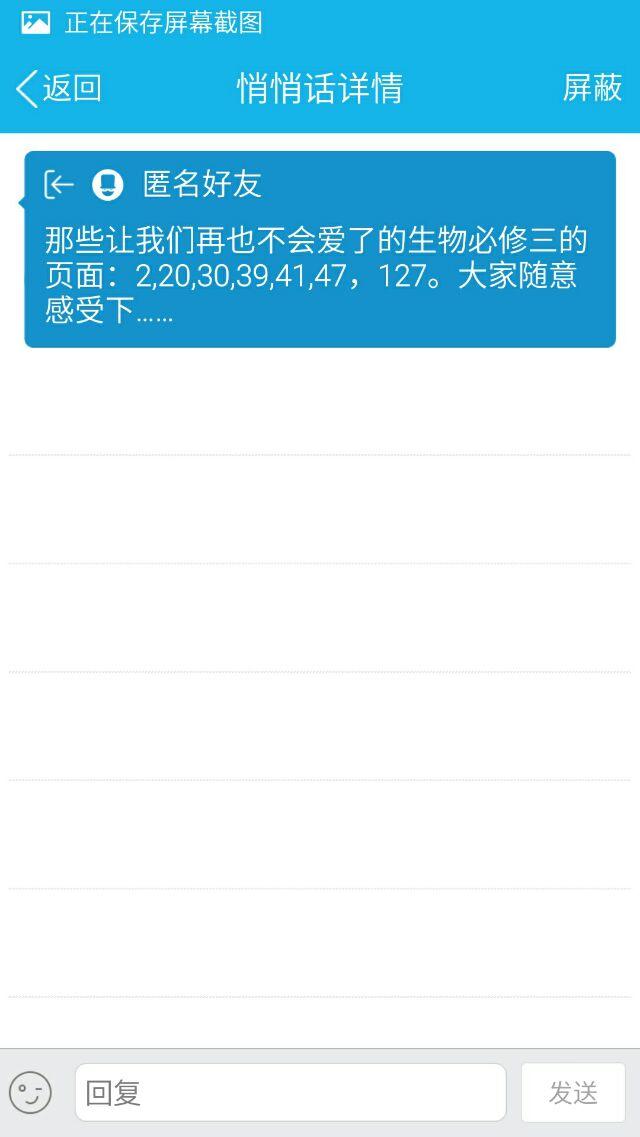 正在保存屏幕截图
返回 悄悄话详情 屏蔽
匿名好友
那些让我们再也不会爱了的生物必修三的
页面：2,20,30,39,41,47，127。大家随意
感受下……
回复 发送